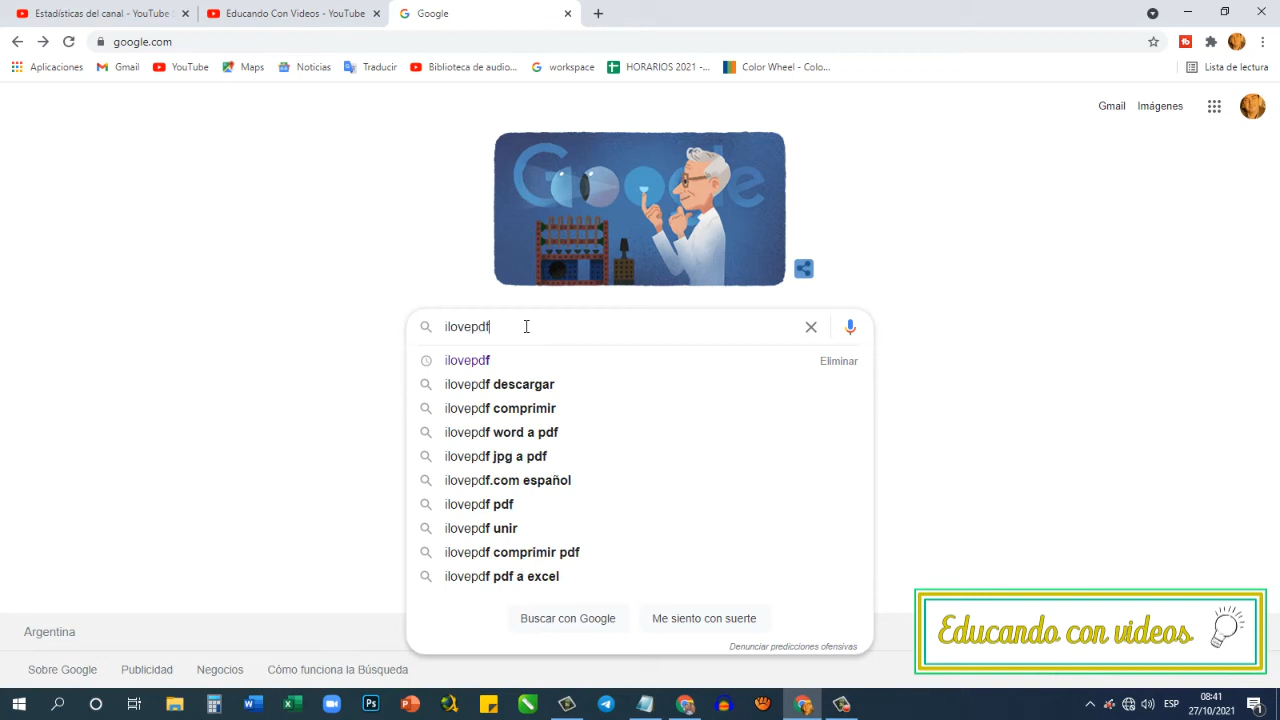 Estadísticas del canal - YouTube S
Educando Con Videos - YouTube
Google
google.com
Aplicaciones
Gmail
YouTube
Maps
Noticias
Traducir
Biblioteca de audio...
workspace
HORARIOS 2021 -...
Color Wheel - Colo...
Lista de lectura
Gmail
Imágenes
Google
ilovepdf
ilovepdf
Eliminar
ilovepdf descargar
ilovepdf comprimir
ilovepdf word a pdf
ilovepdf jpg a pdf
ilovepdf.com español
ilovepdf pdf
ilovepdf unir
ilovepdf comprimir pdf
ilovepdf pdf a excel
Buscar con Google
Me siento con suerte
Denunciar predicciones ofensivas
Educando con videos
Argentina
Sobre Google
Publicidad
Negocios
Cómo funciona la Búsqueda
ESP
08:41
27/10/2021